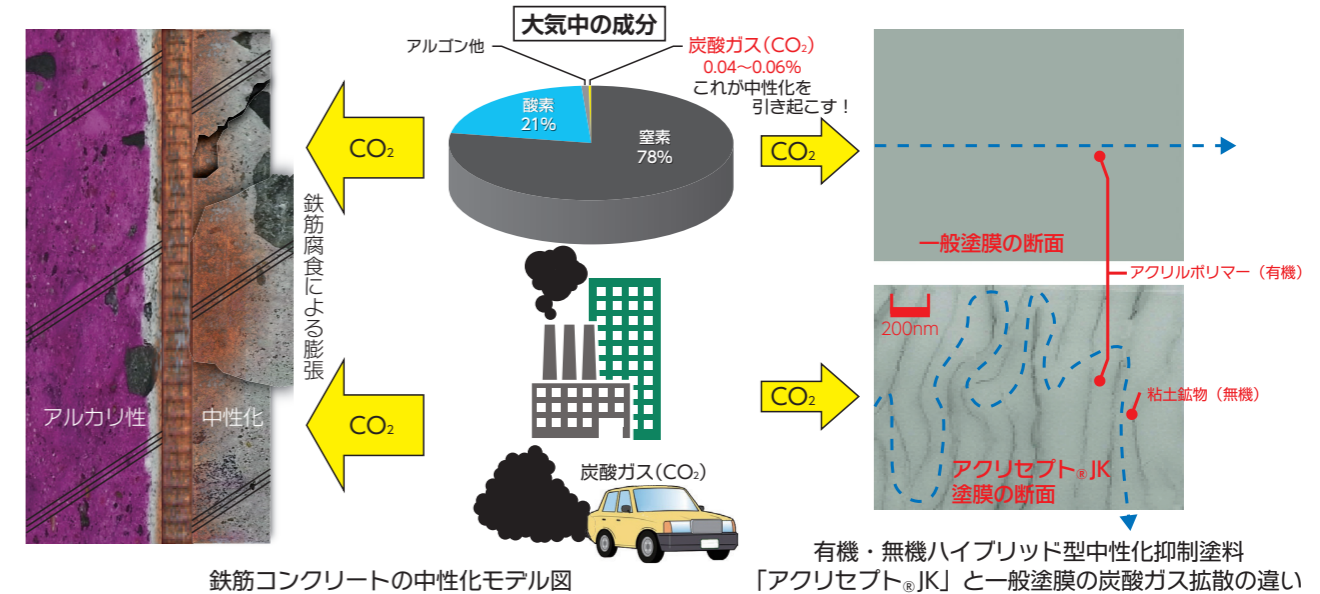 大気中の成分
アルゴン他
炭酸ガス(CO₂)
0.04～0.06%
これが中性化を
引き起こす！
酸素
21%
窒素
78%
CO₂
CO₂
鉄筋腐食による膨張
アルカリ性
中性化
CO₂
炭酸ガス(CO₂)
鉄筋コンクリートの中性化モデル図
一般塗膜の断面
アクリルポリマー（有機）
200nm
CO₂
粘土鉱物（無機）
アクリセプト®JK
塗膜の断面
有機・無機ハイブリッド型中性化抑制塗料
「アクリセプト®JK」と一般塗膜の炭酸ガス拡散の違い